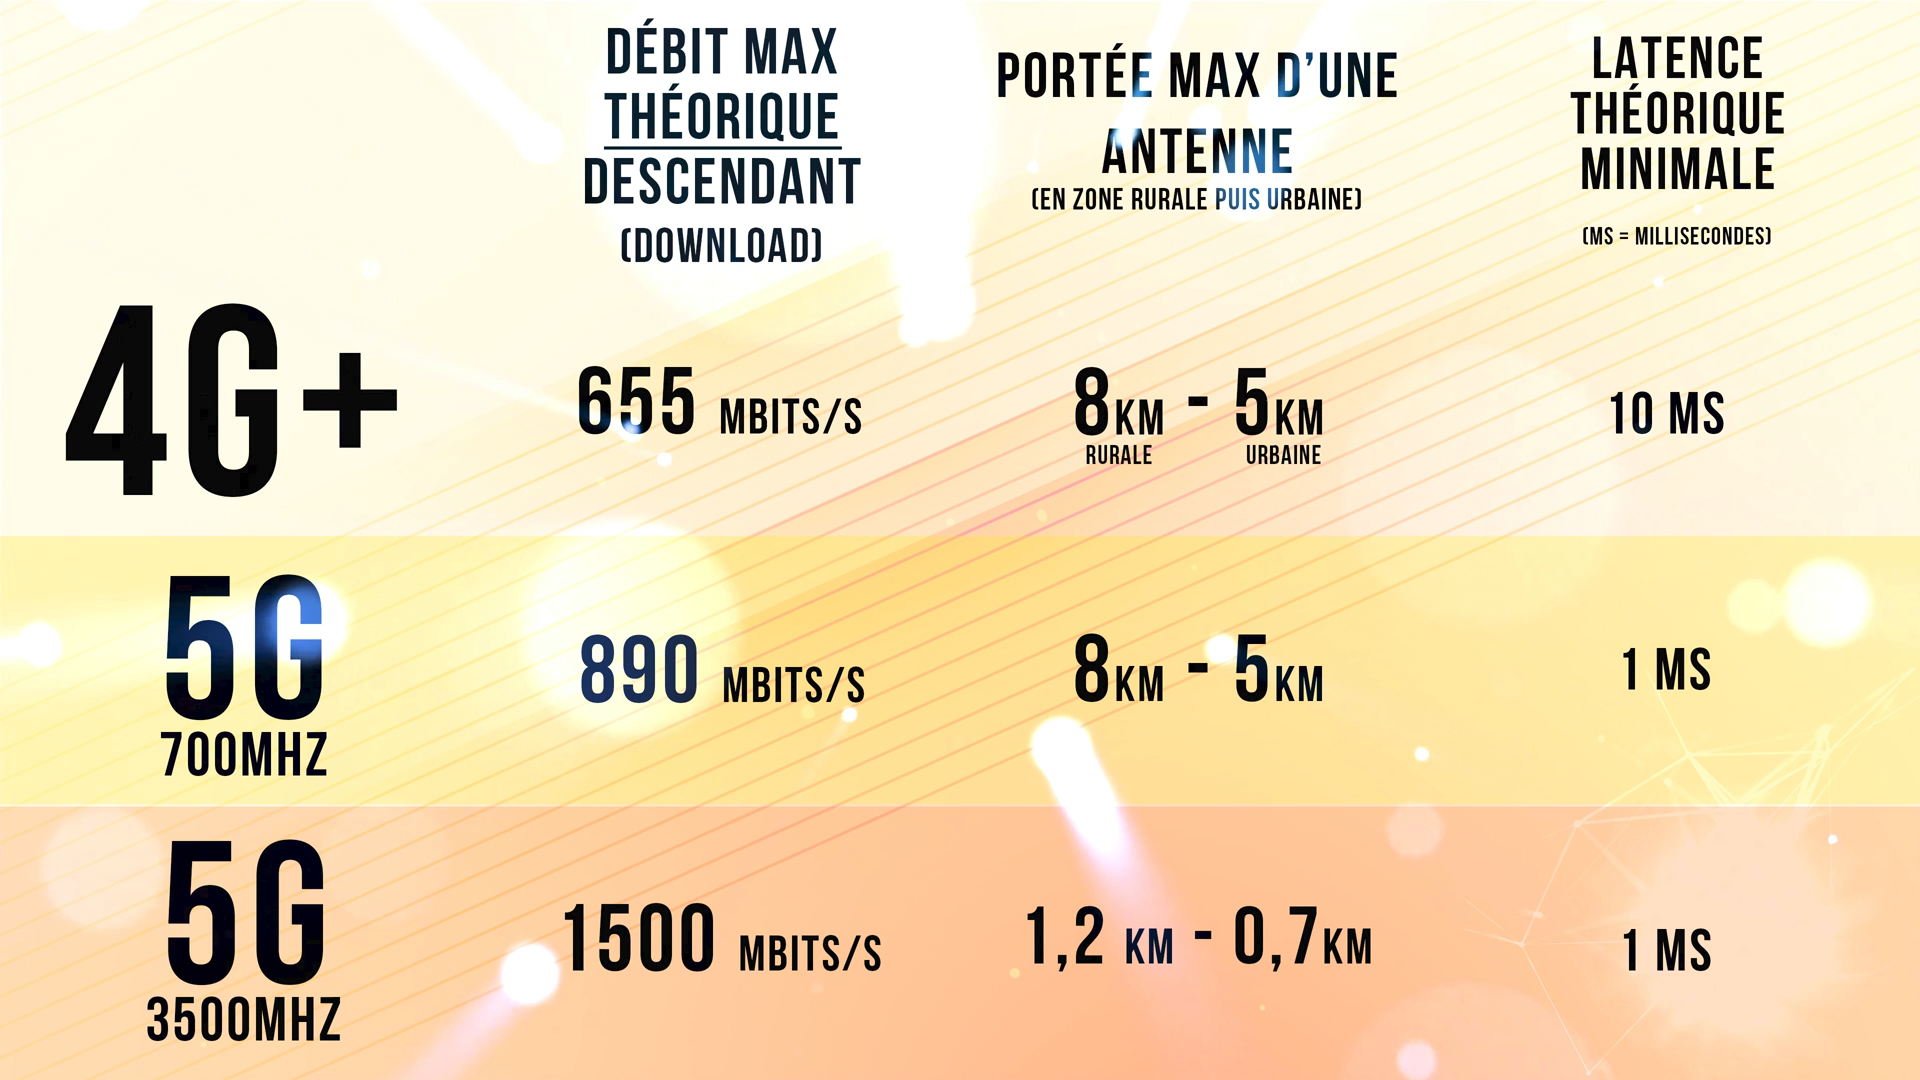 DÉBIT MAX
THÉORIQUE
DESCENDANT
(DOWNLOAD)
PORTÉE MAX D'UNE
ANTENNE
(EN ZONE RURALE PUIS URBAINE)
LATENCE
THÉORIQUE
MINIMALE
(MS = MILLISECONDES)
4G+
655 MBITS/S
8KM - 5KM
RURALE URBAINE
10 MS
5G
700MHZ
890 MBITS/S
8KM - 5KM
1 MS
5G
3500MHZ
1500 MBITS/S
1,2 KM - 0,7KM
1 MS